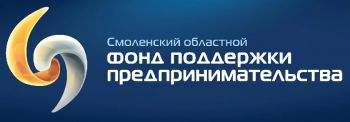 Смоленский областной
ФОНД ПОДДЕРЖКИ
ПРЕДПРИНИМАТЕЛЬСТВА